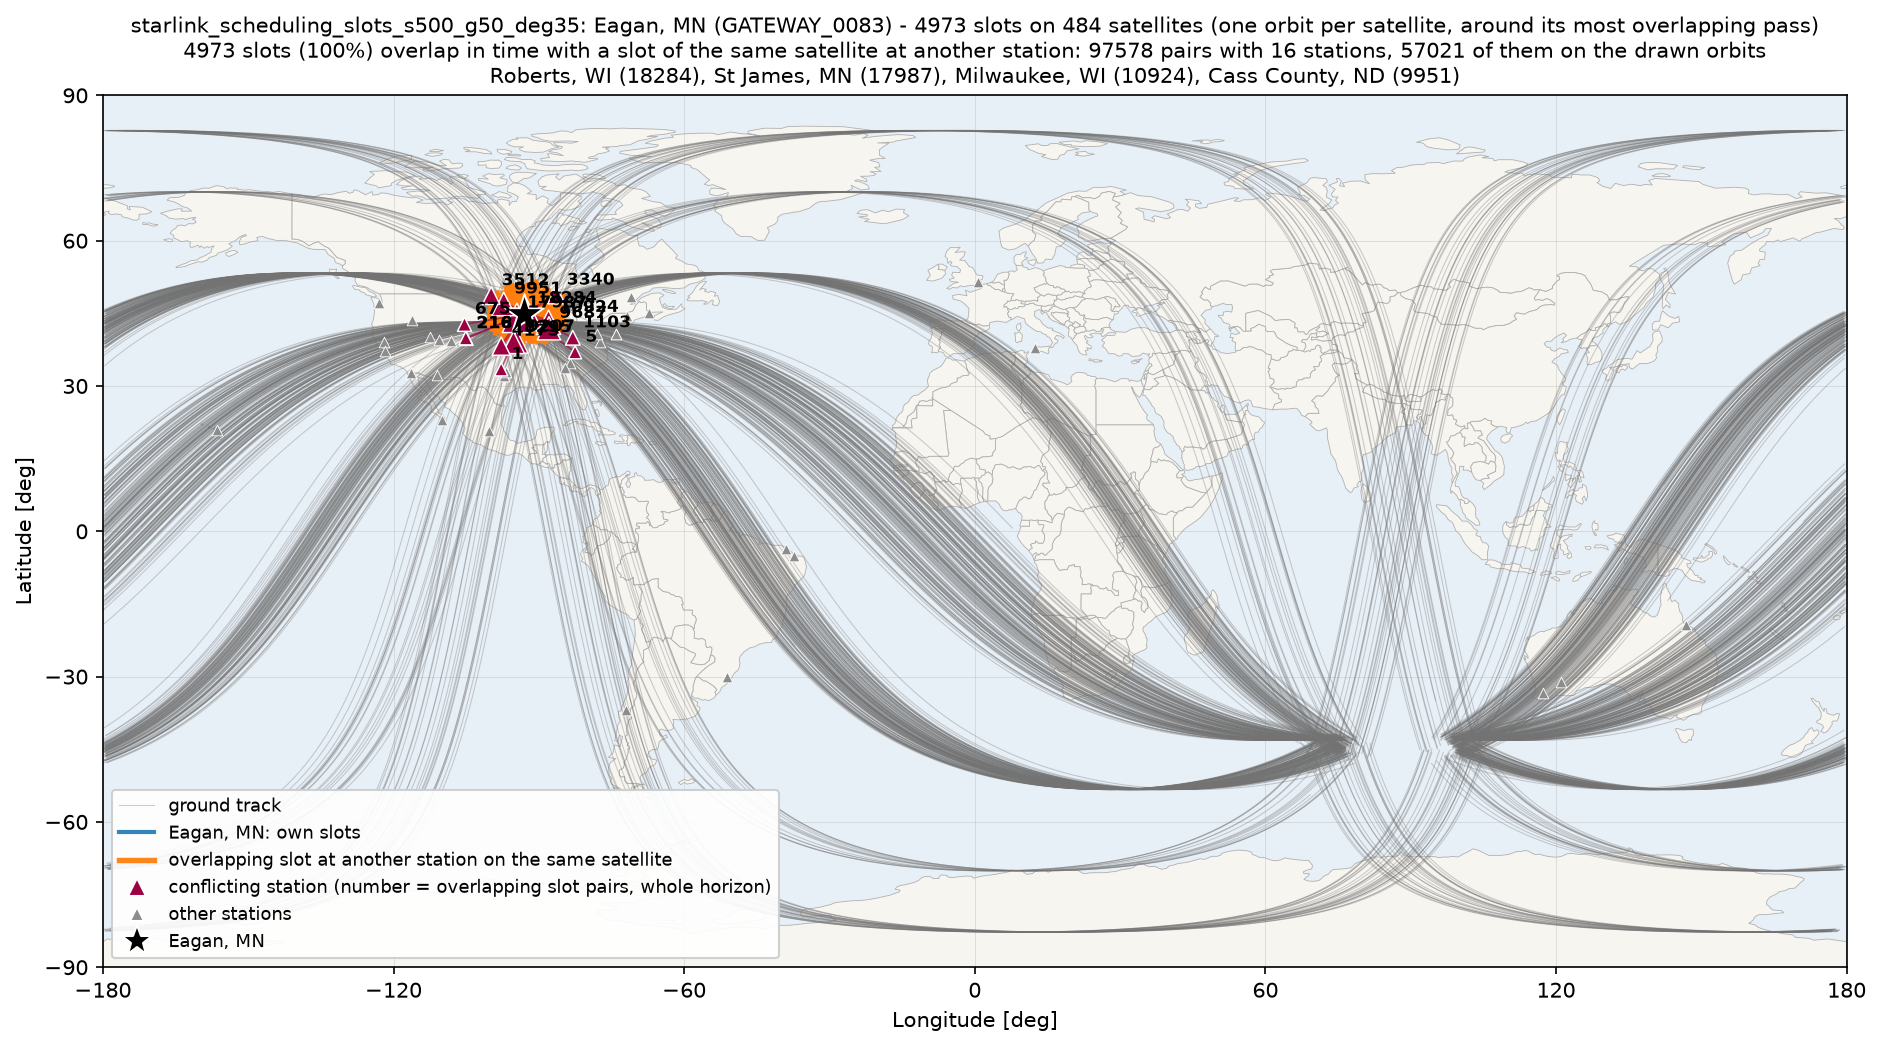 starlink_scheduling_slots_s500_g50_deg35: Eagan, MN (GATEWAY_0083) - 4973 slots on 484 satellites (one orbit per satellite, around its most overlapping pass)
4973 slots (100%) overlap in time with a slot of the same satellite at another station: 97578 pairs with 16 stations, 57021 of them on the drawn orbits
Roberts, WI (18284), St James, MN (17987), Milwaukee, WI (10924), Cass County, ND (9951)
90
60
30
0
−30
−60
−90
Latitude [deg]
3512
3340
9951
1103
5
1
ground track
Eagan, MN: own slots
overlapping slot at another station on the same satellite
conflicting station (number = overlapping slot pairs, whole horizon)
other stations
Eagan, MN
−180
−120
−60
0
60
120
180
Longitude [deg]